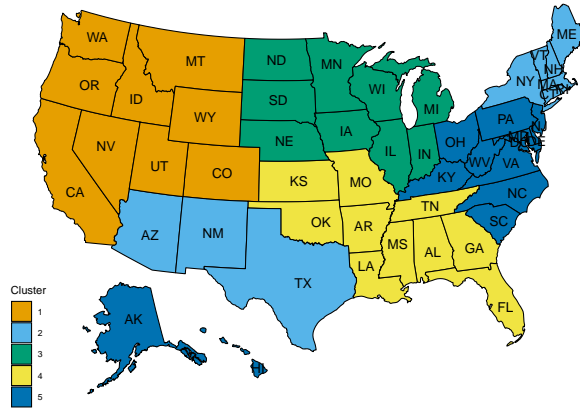 WA
ME
MT
ND
MN
VT
NH
OR
ID
WI
NY
MA
SD
MI
CT
RI
WY
IA
PA
NE
NV
OH
IL
IN
UT
CO
WV
VA
KS
MO
KY
CA
NC
TN
OK
AR
SC
AZ
NM
MS
AL
GA
LA
TX
FL
Cluster
1
2
3
4
5
AK
HI